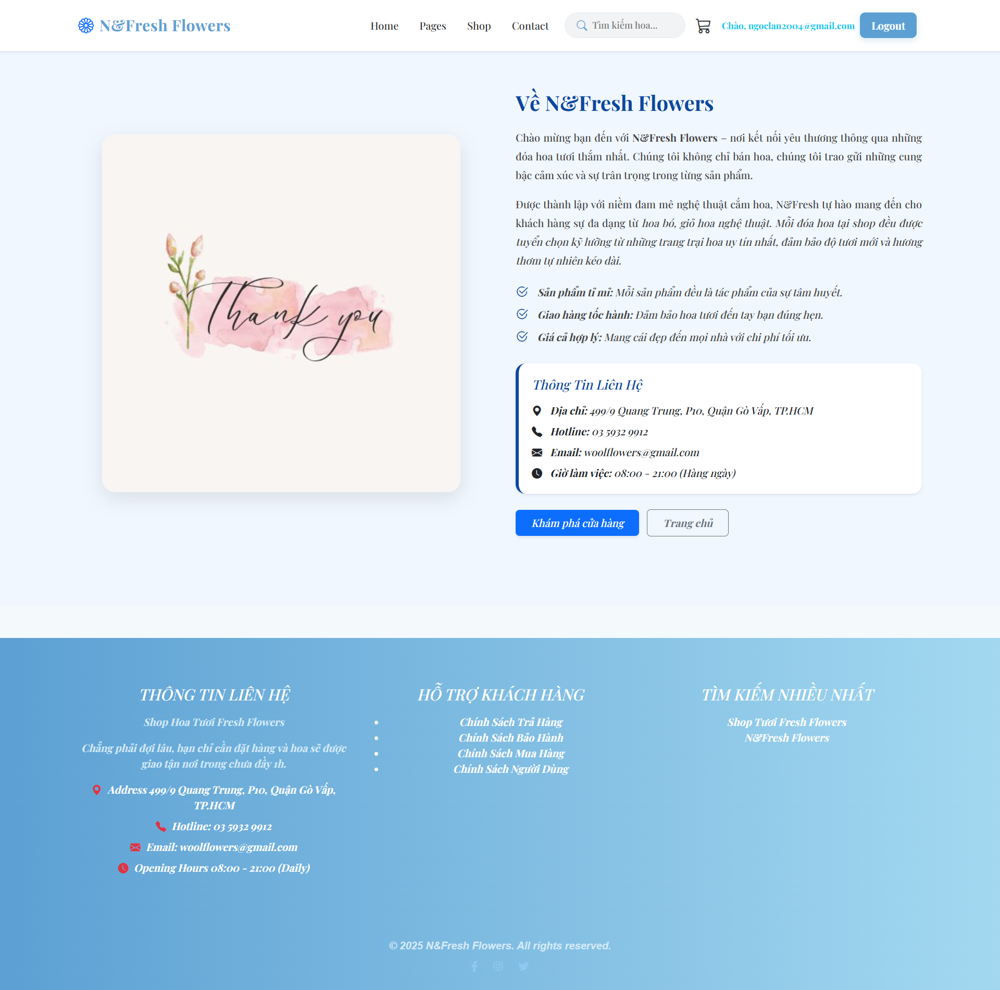 N&Fresh Flowers
Home
Pages
Shop
Contact
Tìm kiếm hoa...
Chào, ngoclan2004@gmail.com
Logout
Thank you
Về N&Fresh Flowers
Chào mừng bạn đến với N&Fresh Flowers – nơi kết nối yêu thương thông qua những
đóa hoa tươi thắm nhất. Chúng tôi không chỉ bán hoa, chúng tôi trao gửi những cung
bậc cảm xúc và sự trân trọng trong từng sản phẩm.
Được thành lập với niềm đam mê nghệ thuật cắm hoa, N&Fresh tự hào mang đến cho
khách hàng sự đa dạng từ hoa bó, giỏ hoa nghệ thuật. Mỗi đóa hoa tại shop đều được
tuyển chọn kỹ lưỡng từ những trang trại hoa uy tín nhất, đảm bảo độ tươi mới và hương
thơm tự nhiên kéo dài.
Sản phẩm tỉ mỉ: Mỗi sản phẩm đều là tác phẩm của sự tâm huyết.
Giao hàng tốc hành: Đảm bảo hoa tươi đến tay bạn đúng hẹn.
Giá cả hợp lý: Mang cái đẹp đến mọi nhà với chi phí tối ưu.
Thông Tin Liên Hệ
Địa chỉ: 499/9 Quang Trung, P10, Quận Gò Vấp, TP.HCM
Hotline: 03 5932 9912
Email: woolflowers@gmail.com
Giờ làm việc: 08:00 - 21:00 (Hàng ngày)
Khám phá cửa hàng
Trang chủ
THÔNG TIN LIÊN HỆ
Shop Hoa Tươi Fresh Flowers
Chẳng phải đợi lâu, bạn chỉ cần đặt hàng và hoa sẽ được
giao tận nơi trong chưa đầy 1h.
Address 499/9 Quang Trung, P10, Quận Gò Vấp,
TP.HCM
Hotline: 03 5932 9912
Email: woolflowers@gmail.com
Opening Hours 08:00 - 21:00 (Daily)
HỖ TRỢ KHÁCH HÀNG
Chính Sách Trả Hàng
Chính Sách Bảo Hành
Chính Sách Mua Hàng
Chính Sách Người Dùng
TÌM KIẾM NHIỀU NHẤT
Shop Tươi Fresh Flowers
N&Fresh Flowers
© 2025 N&Fresh Flowers. All rights reserved.